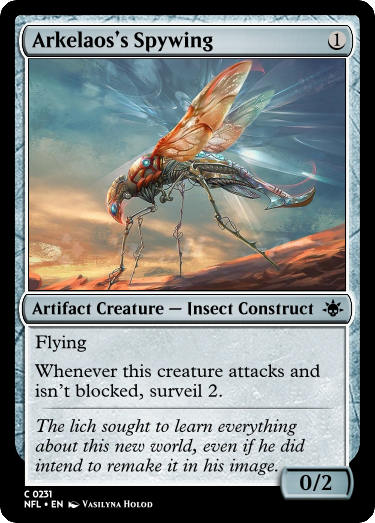 Arkelaos's Spywing 1
Artifact Creature — Insect Construct
Flying
Whenever this creature attacks and
isn't blocked, surveil 2.
The lich sought to learn everything
about this new world, even if he did
intend to remake it in his image.
0/2
C 0231
NFL • EN Vasilyna Holod